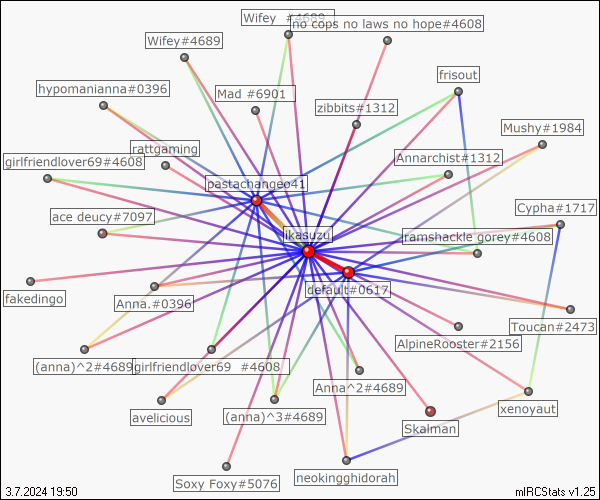 Wifey #4689
no cops no laws no hope#4608
Wifey#4689
frisout
hypomanianna#0396
Mad #6901
zibbits#1312
Mushy#1984
rattgaming
girlfriendlover69#4608
Annarchist#1312
pastachangeo41
ace deucy#7097
Cypha#1717
ikasuzu
ramshackle gorey#4608
fakedingo
Anna.#0396
default#0617
Toucan#2473
AlpineRooster#2156
(anna)^2#4689
girlfriendlover69 #4608
Anna^2#4689
avelicious
(anna)^3#4689
xenoyaut
Skalman
Soxy Foxy#5076
neokingghidorah
3.7.2024 19:50
mIRCStats v1.25